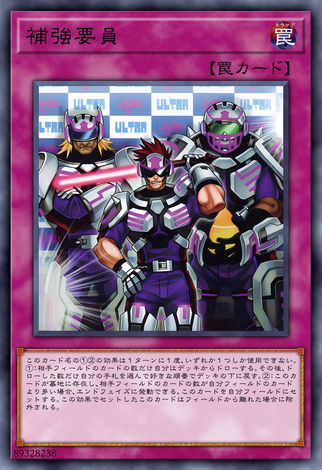 補強要員
トラップ
罠
【罠カード】
ULTRA ULTRA ULTRA
このカード名の①②の効果は1ターンに1度、いずれか1つしか使用できない。
①:相手フィールドのカードの数だけ自分はデッキからドローする。その後、ド
ローした数だけ自分の手札を選んで好きな順番でデッキの下に戻す。②:このカ
ードが墓地に存在し、相手フィールドのカードの数が自分フィールドのカード
より多い場合、エンドフェイズに発動できる。このカードを自分フィールドにセ
ットする。この効果でセットしたこのカードはフィールドから離れた場合に除
外される。
89328238